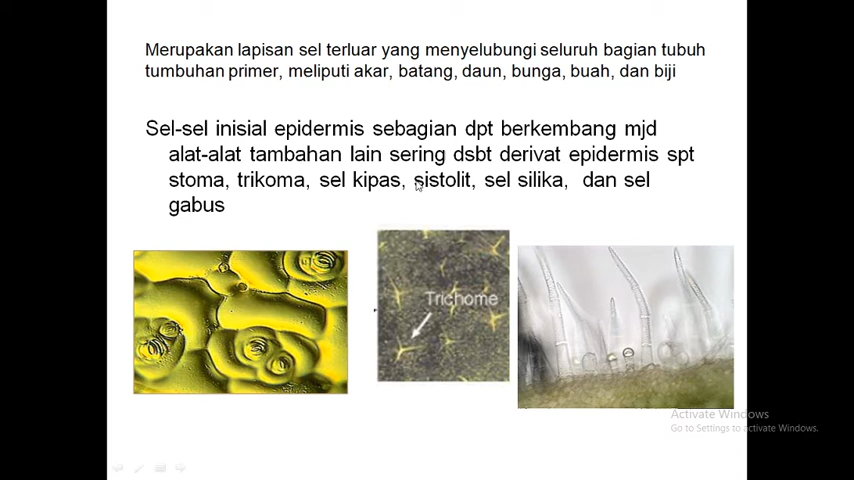 Merupakan lapisan sel terluar yang menyelubungi seluruh bagian tubuh
tumbuhan primer, meliputi akar, batang, daun, bunga, buah, dan biji
Sel-sel inisial epidermis sebagian dpt berkembang mjd
alat-alat tambahan lain sering dsbt derivat epidermis spt
stoma, trikoma, sel kipas, sistolit, sel silika, dan sel
gabus
Trichome
Activate Windows
Go to Settings to activate Windows.